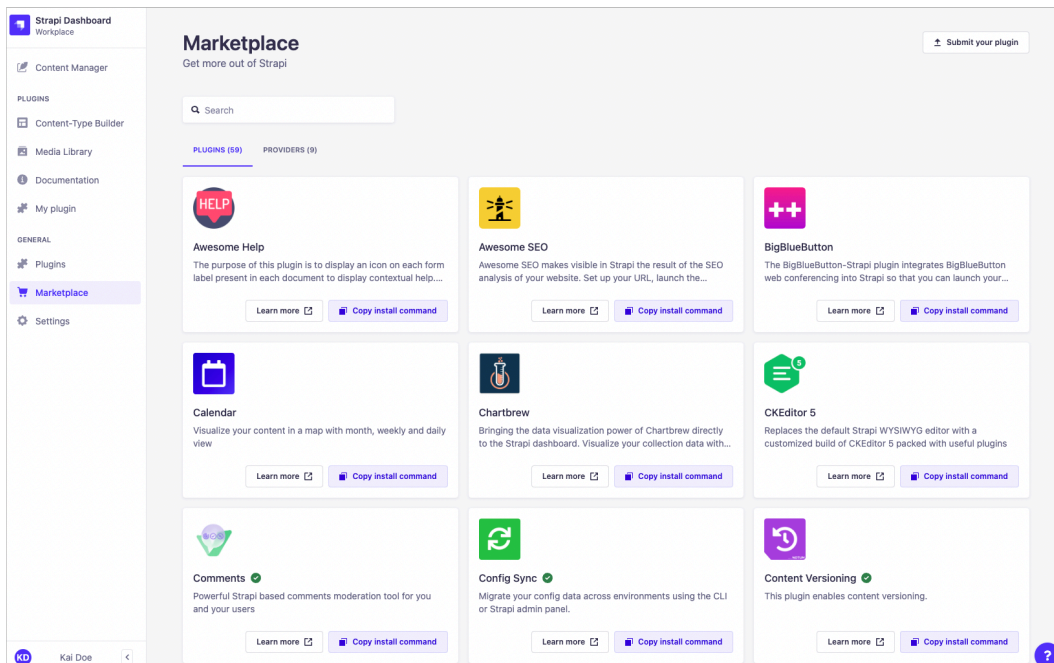 Strapi Dashboard
Workplace
Content Manager
PLUGINS
Content-Type Builder
Media Library
Documentation
My plugin
GENERAL
Plugins
Marketplace
Settings
KD
Kai Doe
Marketplace
Get more out of Strapi
Submit your plugin
Search
PLUGINS (59)
PROVIDERS (9)
HELP
Awesome Help
The purpose of this plugin is to display an icon on each form
label present in each document to display contextual help....
Learn more
Copy install command
Awesome SEO
Awesome SEO makes visible in Strapi the result of the SEO
analysis of your website. Set up your URL, launch the...
Learn more
Copy install command
++
BigBlueButton
The BigBlueButton-Strapi plugin integrates BigBlueButton
web conferencing into Strapi so that you can launch your...
Learn more
Copy install command
Calendar
Visualize your content in a map with month, weekly and daily
view
Learn more
Copy install command
Chartbrew
Bringing the data visualization power of Chartbrew directly
to the Strapi dashboard. Visualize your collection data with...
Learn more
Copy install command
5
CKEditor 5
Replaces the default Strapi WYSIWYG editor with a
customized build of CKEditor 5 packed with useful plugins
Learn more
Copy install command
Comments
Powerful Strapi based comments moderation tool for you
and your users
Learn more
Copy install command
Config Sync
Migrate your config data across environments using the CLI
or Strapi admin panel.
Learn more
Copy install command
Content Versioning
This plugin enables content versioning.
Learn more
Copy install command
?